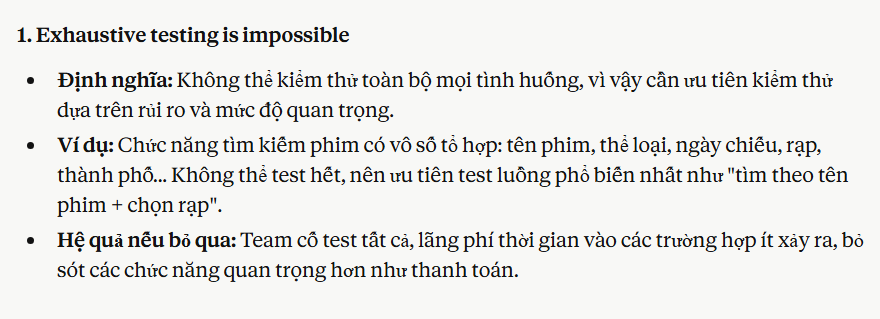 1. Exhaustive testing is impossible
• Định nghĩa: Không thể kiểm thử toàn bộ mọi tình huống, vì vậy cần ưu tiên kiểm thử
dựa trên rủi ro và mức độ quan trọng.
• Ví dụ: Chức năng tìm kiếm phim có vô số tổ hợp: tên phim, thể loại, ngày chiếu, rạp,
thành phố... Không thể test hết, nên ưu tiên test luồng phổ biến nhất như "tìm theo tên
phim + chọn rạp".
• Hệ quả nếu bỏ qua: Team cố test tất cả, lãng phí thời gian vào các trường hợp ít xảy ra, bỏ
sót các chức năng quan trọng hơn như thanh toán.